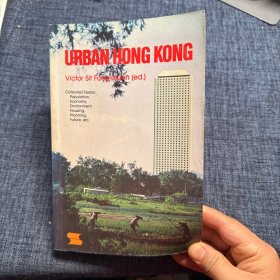 URBAN HONG KONG
Victor Sit Fung-shuen (ed.)
Collected Essays:
Population,
Economy,
Environment,
Housing,
Planning,
Future, etc.